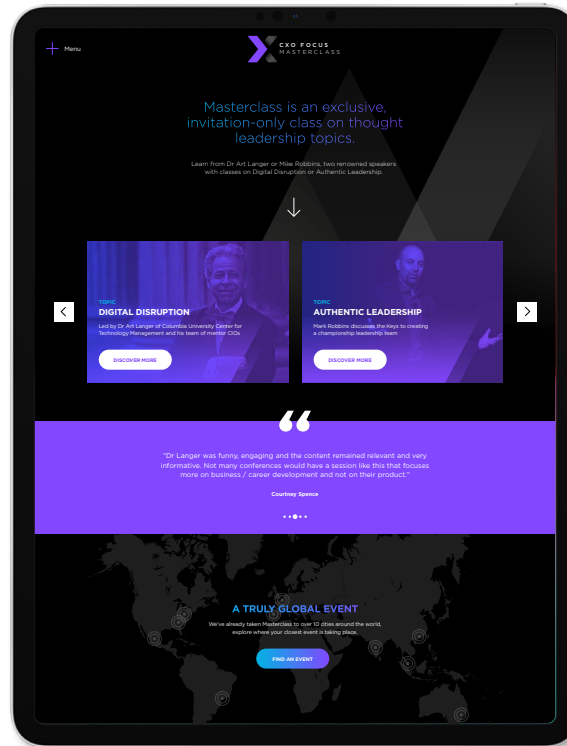 Menu
CXO FOCUS
MASTERCLASS
Masterclass is an exclusive,
invitation-only class on thought
leadership topics.
Learn from Dr Art Langer or Mike Robbins, two renowned speakers
with classes on Digital Disruption or Authentic Leadership.
TOPIC
DIGITAL DISRUPTION
Led by Dr Art Langer of Columbia University Center for
Technology Management and his team of mentor CIOs
DISCOVER MORE
TOPIC
AUTHENTIC LEADERSHIP
Mark Robbins discusses the Keys to creating
a championship leadership team
DISCOVER MORE
“
“Dr Langer was funny, engaging and the content remained relevant and very
informative. Not many conferences would have a session like this that focuses
more on business / career development and not on their product.”
Courtney Spence
A TRULY GLOBAL EVENT
We've already taken Masterclass to over 10 cities around the world,
explore where your closest event is taking place.
FIND AN EVENT